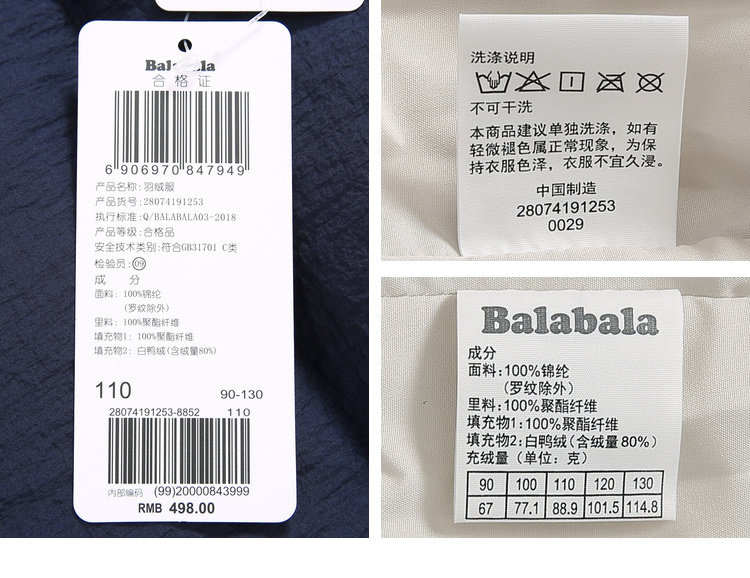 Balabala
合格证
6 906970 847949
产品名称: 羽绒服
产品货号: 28074191253
执行标准: Q/BALABALA03-2018
产品等级: 合格品
安全技术类别: 符合GB31701 C类
检验员: 09
成 分
面料: 100%锦纶
(罗纹除外)
里料: 100%聚酯纤维
填充物1: 100%聚酯纤维
填充物2: 白鸭绒(含绒量80%)
110 90-130
28074191253-8852 110
内部编码 (99)20000843999
RMB 498.00
洗涤说明
不可干洗
本商品建议单独洗涤，如有
轻微褪色属正常现象，为保
持衣服色泽，衣服不宜久浸。
中国制造
28074191253
0029
Balabala
成分
面料: 100%锦纶
(罗纹除外)
里料: 100%聚酯纤维
填充物1: 100%聚酯纤维
填充物2: 白鸭绒(含绒量80%)
充绒量 (单位: 克)
90 100 110 120 130
67 77.1 88.9 101.5 114.8